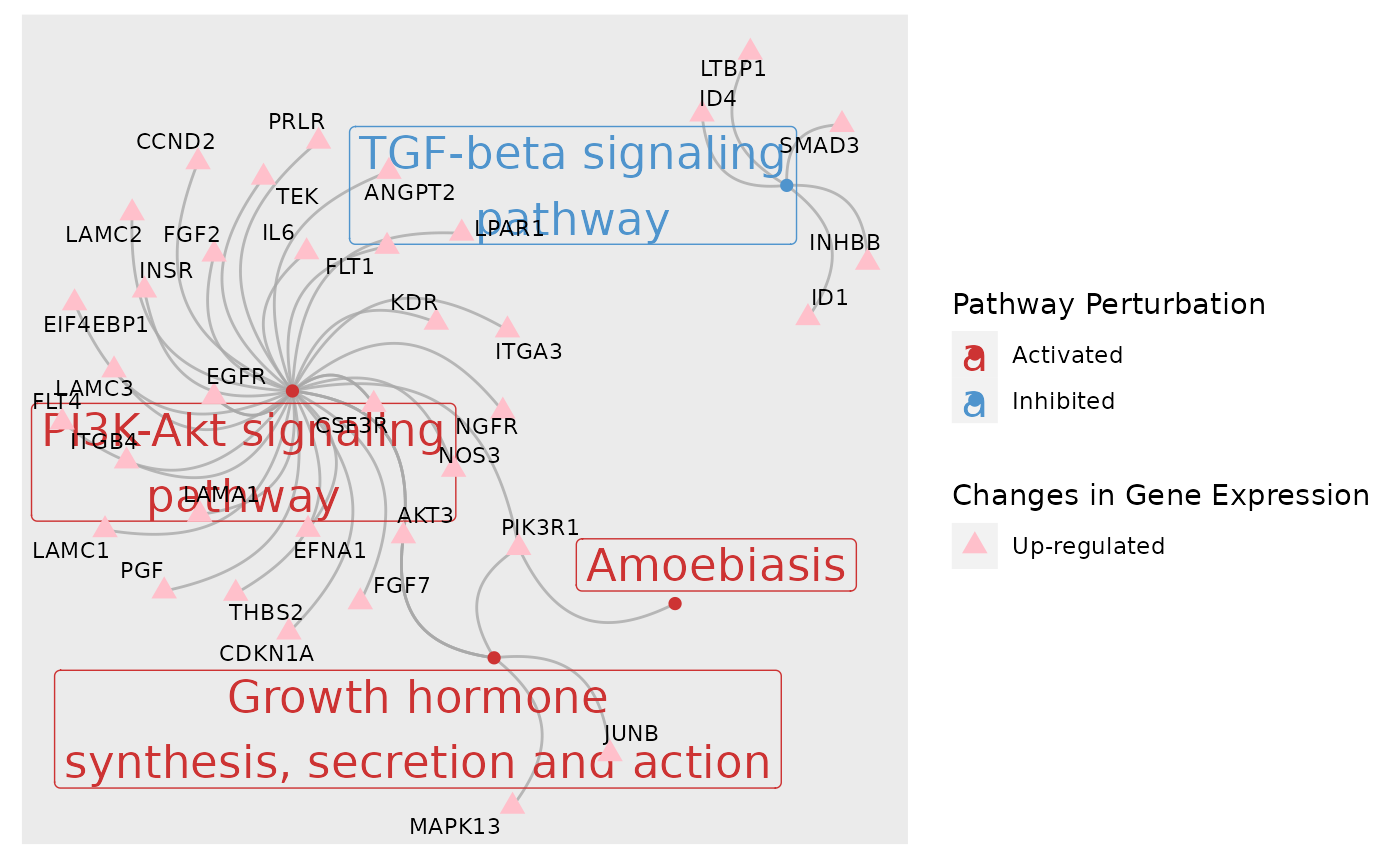 LTBP1
ID4
PRLR
CCND2
SMAD3
TGF-beta signaling
pathway
TEK
ANGPT2
LAMC2
FGF2
IL6
LPAR1
INHBB
INSR
FLT1
ID1
KDR
EIF4EBP1
ITGA3
EGFR
LAMC3
FLT4
CSF3R
NGFR
PI3K-Akt signaling
pathway
ITGB4
NOS3
LAMA1
AKT3
PIK3R1
LAMC1
EFNA1
Amoebiasis
PGF
FGF7
THBS2
CDKN1A
Growth hormone
synthesis, secretion and action
JUNB
MAPK13
Pathway Perturbation
a Activated
a Inhibited
Changes in Gene Expression
Up-regulated